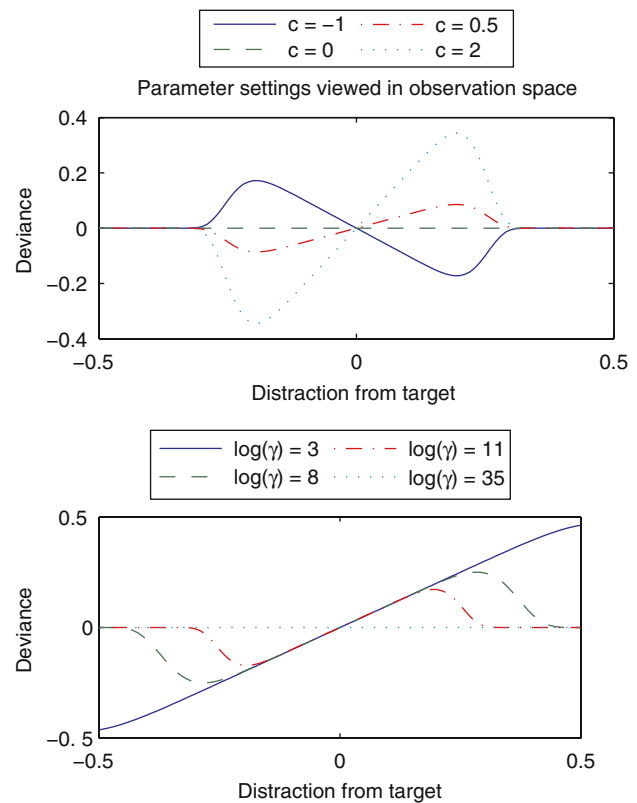 c = −1 c = 0.5
c = 0 c = 2
Parameter settings viewed in observation space
0.4
0.2
0
−0.2
−0.4
Deviance
−0.5 0 0.5
Distraction from target
log(γ) = 3 log(γ) = 11
log(γ) = 8 log(γ) = 35
0.5
0
−0.5
Deviance
−0.5 0 0.5
Distraction from target